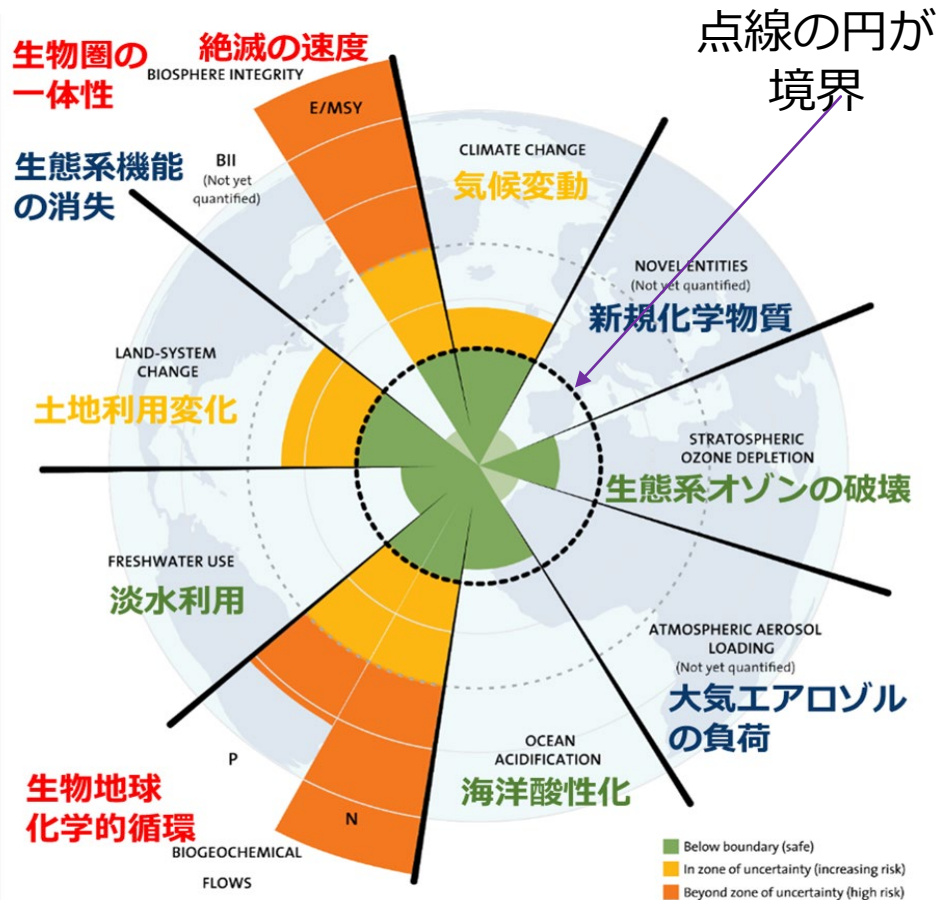 点線の円が
境界
生物圏の
一体性
絶滅の速度
BIOSPHERE INTEGRITY
E/MSY
生態系機能
の消失
BII
(Not yet
quantified)
CLIMATE CHANGE
気候変動
NOVEL ENTITIES
(Not yet quantified)
新規化学物質
LAND-SYSTEM
CHANGE
土地利用変化
STRATOSPHERIC
OZONE DEPLETION
生態系オゾンの破壊
FRESHWATER USE
淡水利用
ATMOSPHERIC AEROSOL
LOADING
(Not yet quantified)
大気エアロゾル
の負荷
OCEAN
ACIDIFICATION
海洋酸性化
P
N
生物地球
化学的循環
BIOGEOCHEMICAL
FLOWS
Below boundary (safe)
In zone of uncertainty (increasing risk)
Beyond zone of uncertainty (high risk)